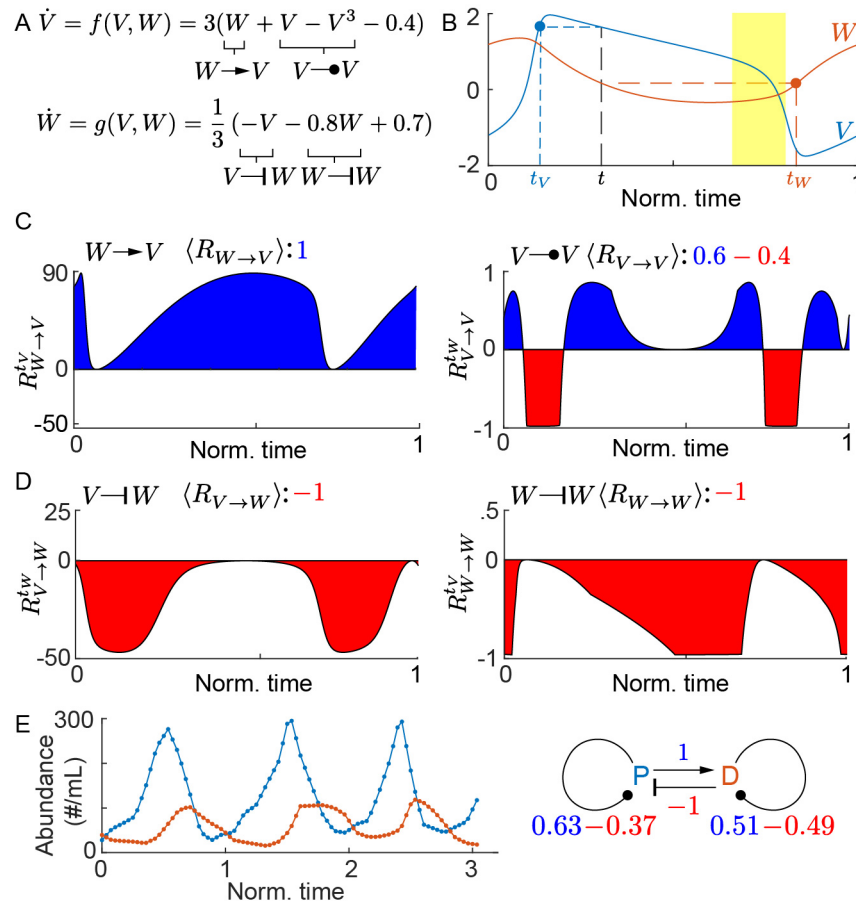 A V̇ = f(V, W) = 3(W + V − V³ − 0.4)
W → V V —● V
Ẇ = g(V, W) = 1/3 (−V − 0.8W + 0.7)
V ⊣ W W ⊣ W
B
2
0
-2
W
V
0 t_V t t_W 1
Norm. time
C
W → V ⟨R_{W→V}⟩: 1
90
0
-50
R^{t_V}_{W→V}
0 1
Norm. time
V —● V ⟨R_{V→V}⟩: 0.6 − 0.4
1
0
-1
R^{t_W}_{V→V}
0 1
Norm. time
D
V ⊣ W ⟨R_{V→W}⟩: −1
25
0
-50
R^{t_W}_{V→W}
0 1
Norm. time
W ⊣ W ⟨R_{W→W}⟩: −1
.5
0
-1
R^{t_V}_{W→W}
0 1
Norm. time
E
300
0
Abundance
(#/mL)
0 1 2 3
Norm. time
1
P D
−1
0.63−0.37 0.51−0.49